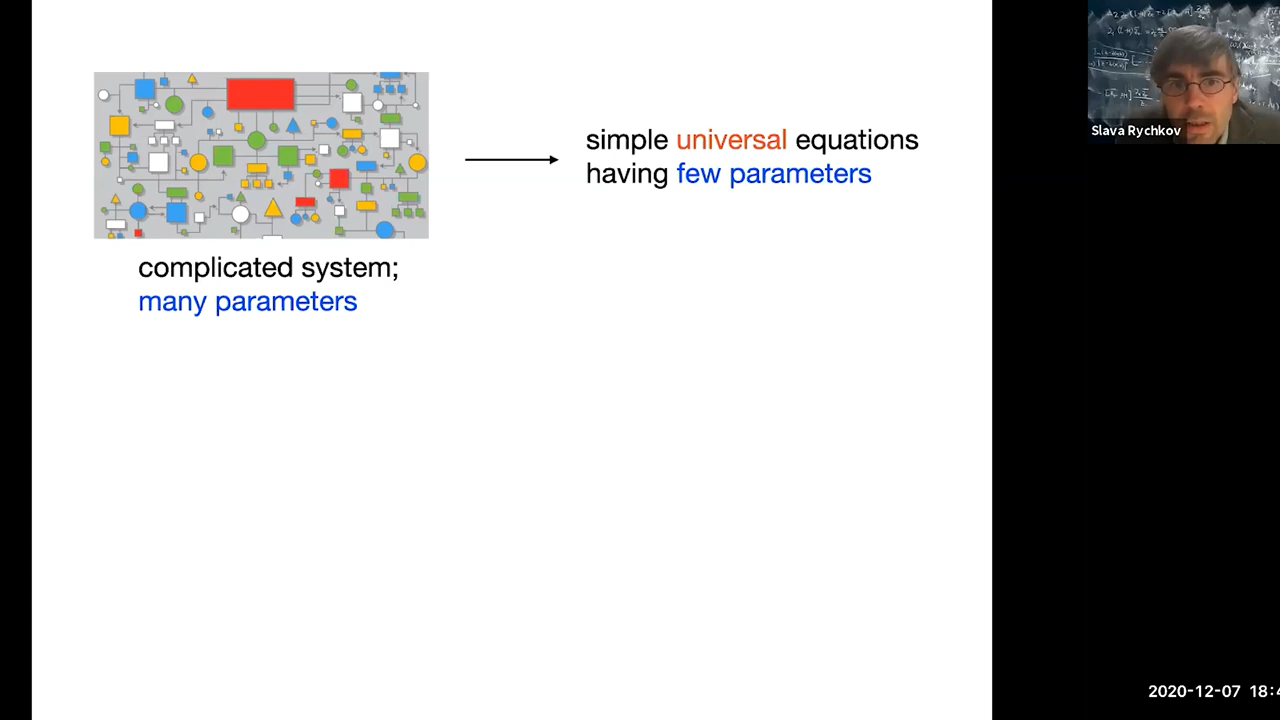 simple universal equations
having few parameters
complicated system;
many parameters
Slava Rychkov
2020-12-07 18:4